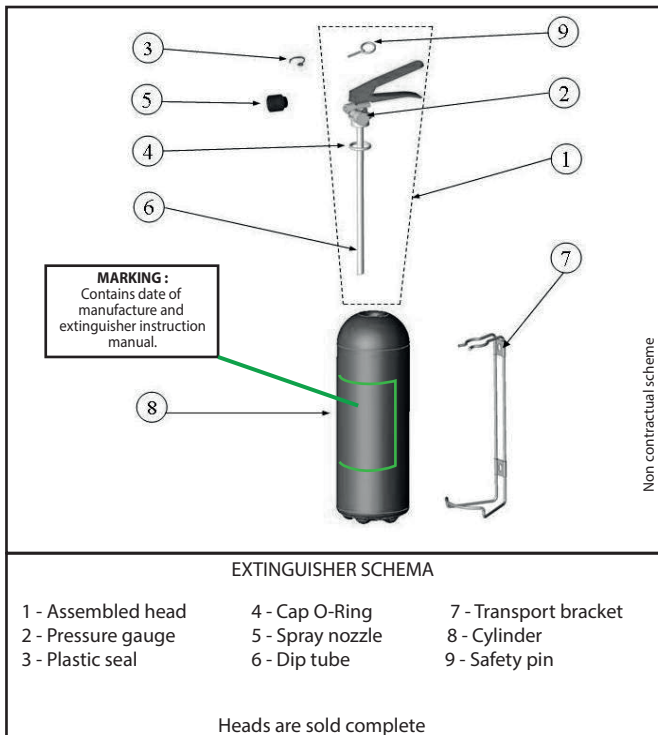 3
9
5
2
4
1
6
7
MARKING :
Contains date of
manufacture and
extinguisher instruction
manual.
8
Non contractual scheme
EXTINGUISHER SCHEMA
1 - Assembled head
2 - Pressure gauge
3 - Plastic seal
4 - Cap O-Ring
5 - Spray nozzle
6 - Dip tube
7 - Transport bracket
8 - Cylinder
9 - Safety pin
Heads are sold complete